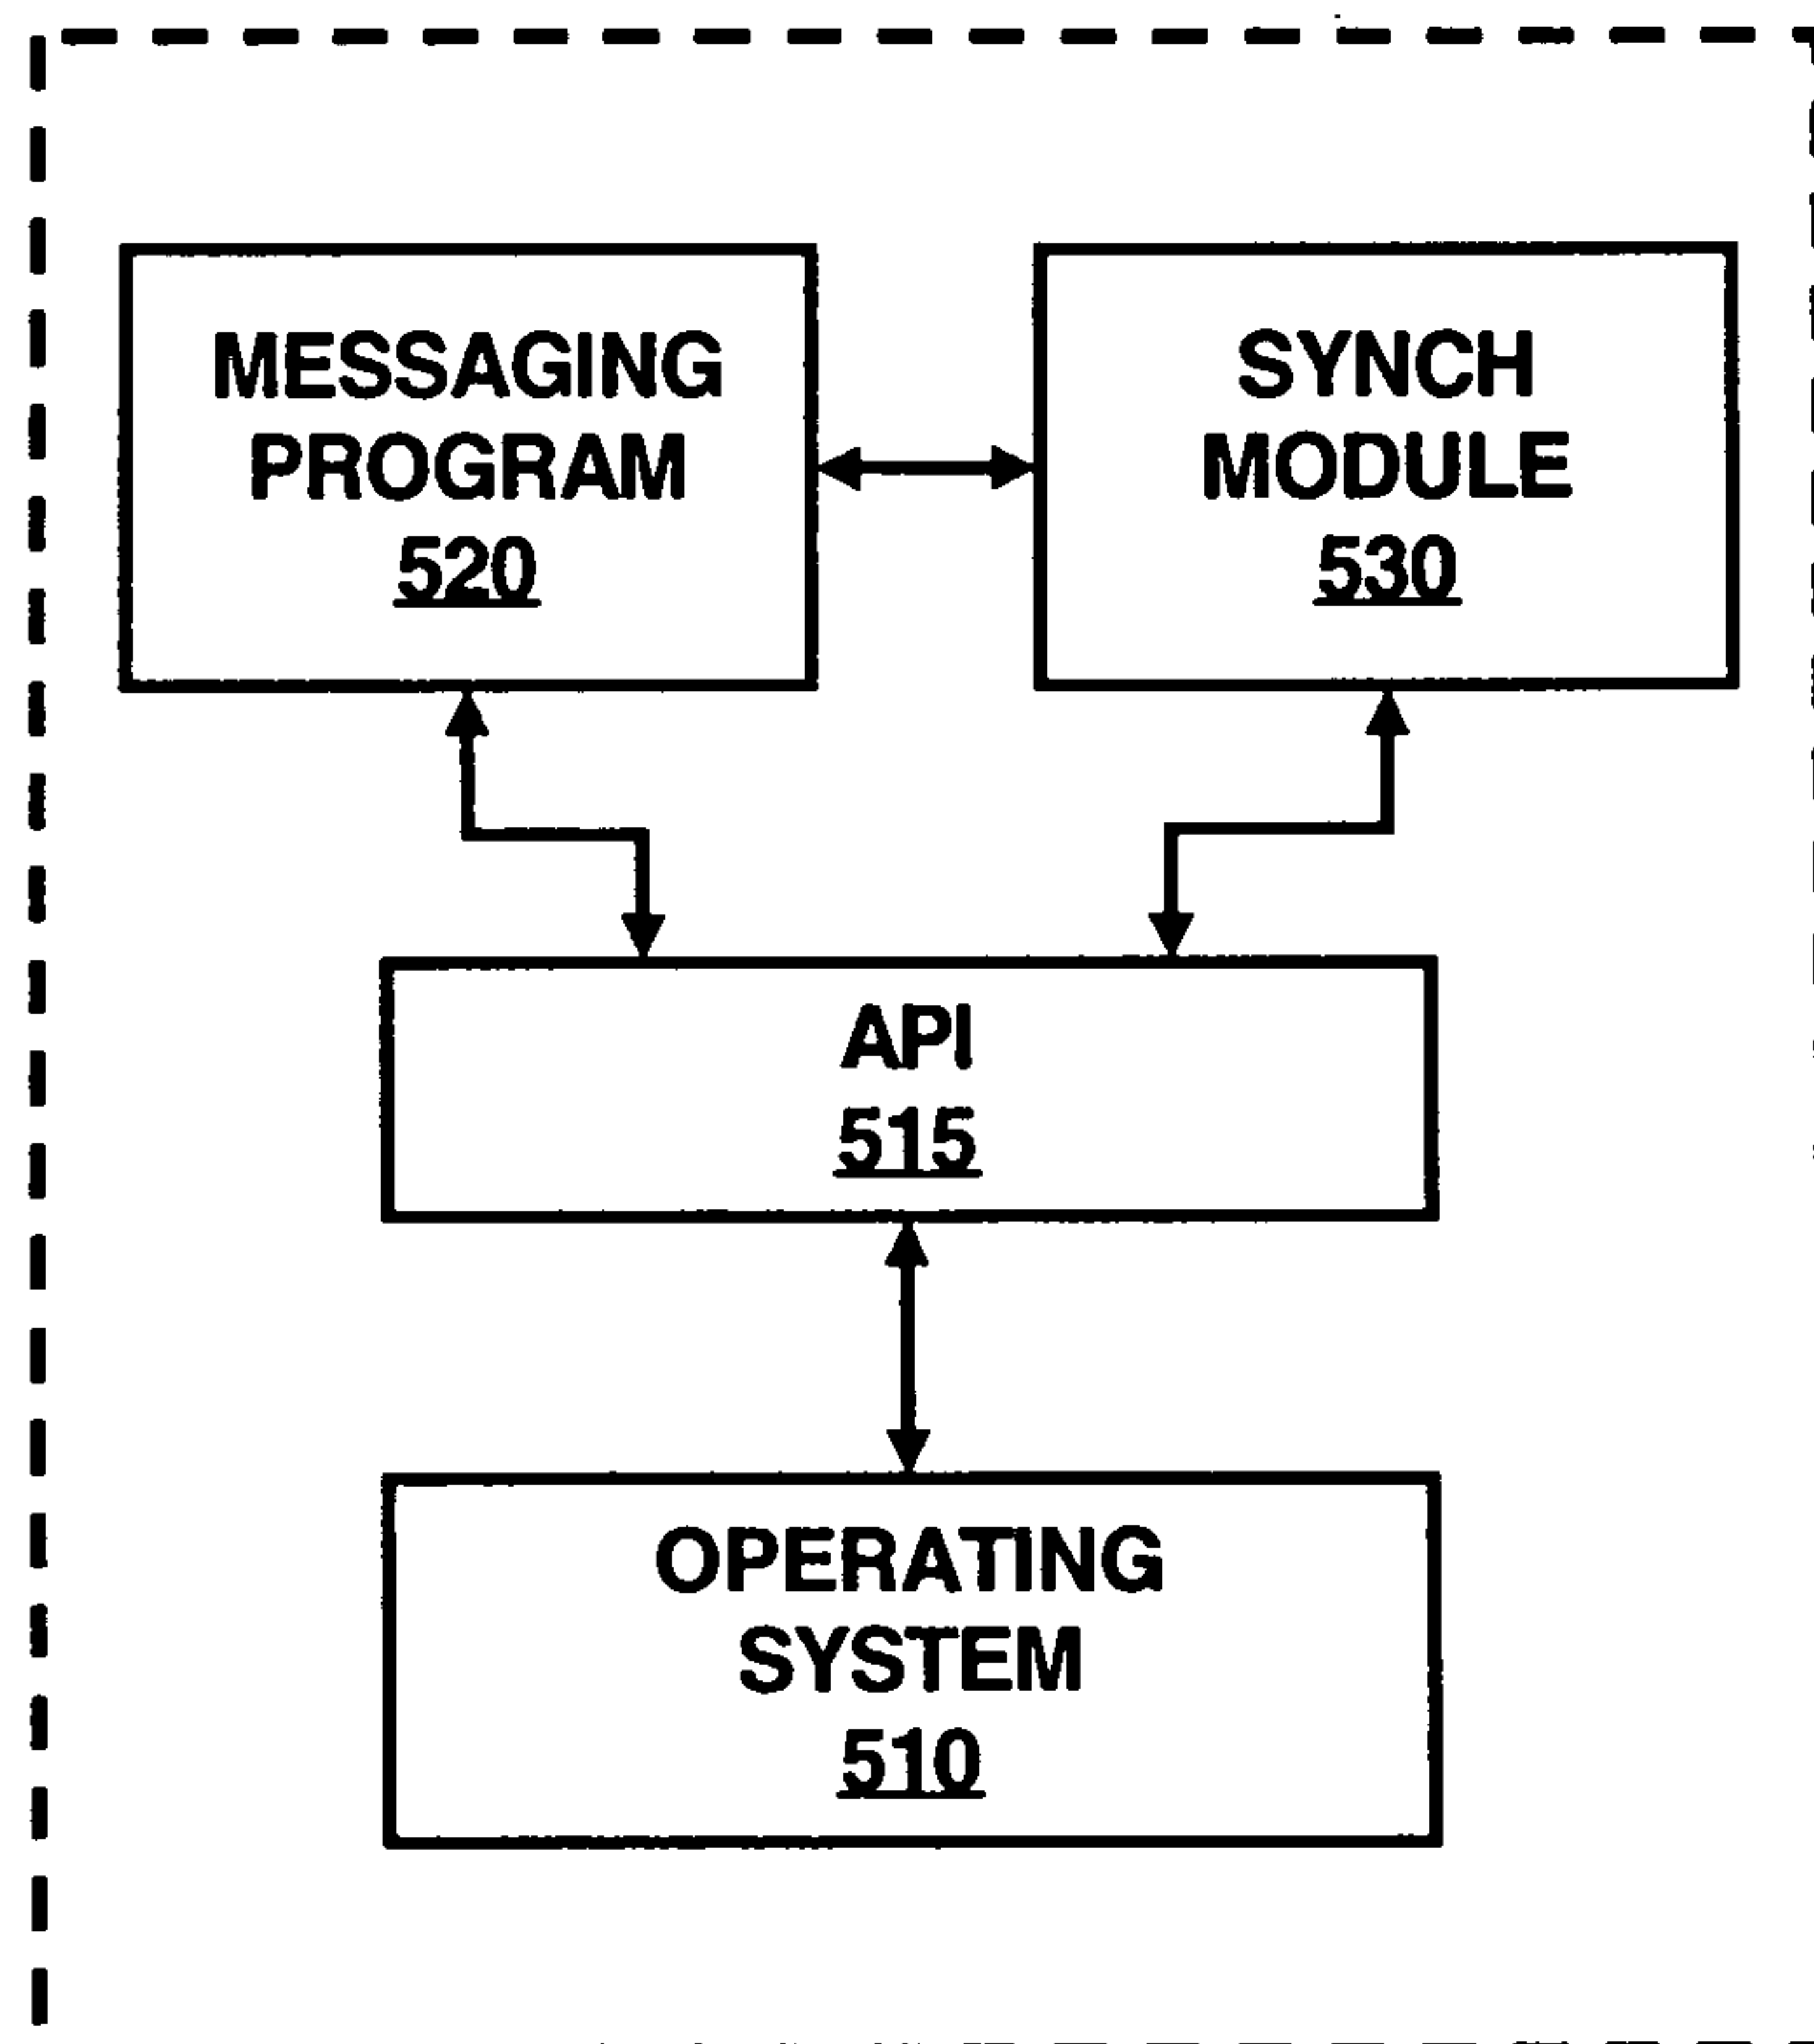 MESSAGING
PROGRAM
520
SYNCH
MODULE
530
API
515
OPERATING
SYSTEM
510